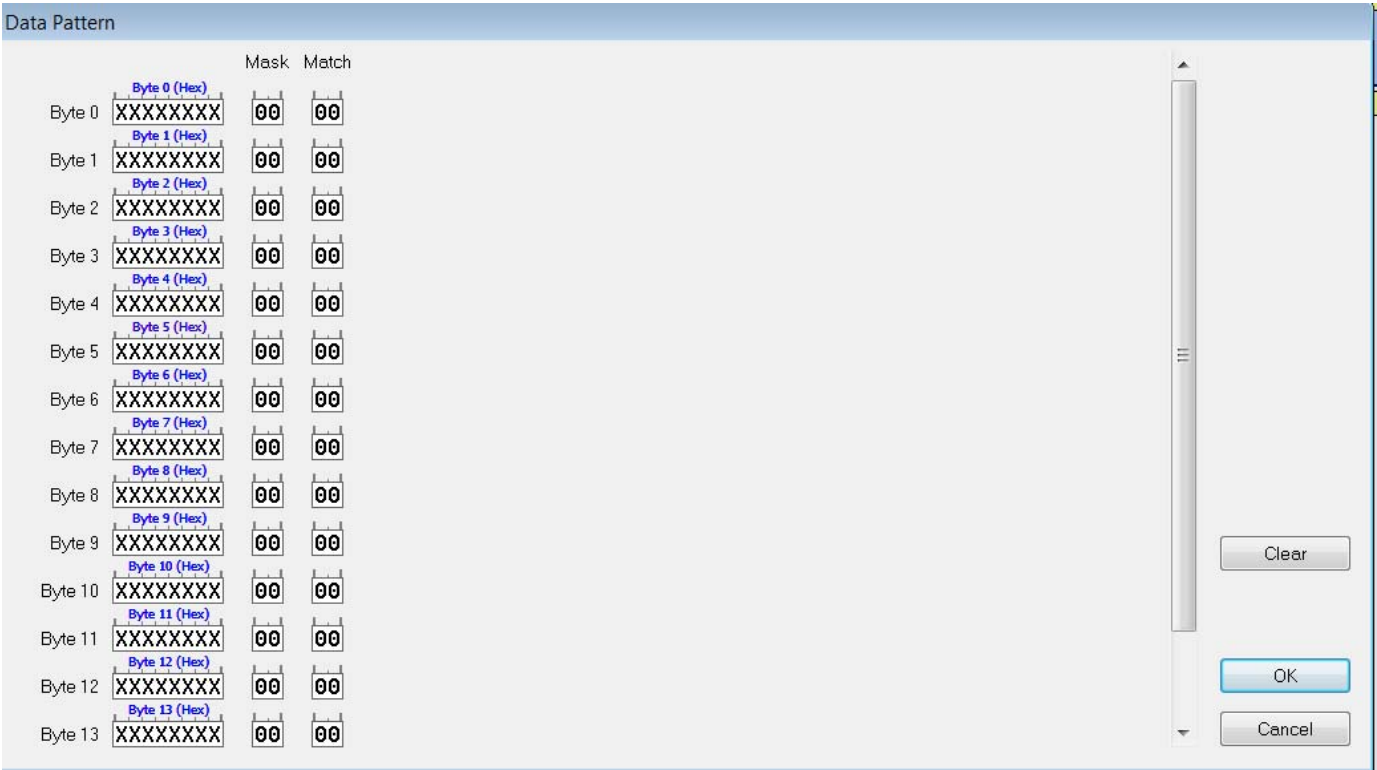 Data Pattern
Mask Match
Byte 0 (Hex)
Byte 0 XXXXXXXX 00 00
Byte 1 (Hex)
Byte 1 XXXXXXXX 00 00
Byte 2 (Hex)
Byte 2 XXXXXXXX 00 00
Byte 3 (Hex)
Byte 3 XXXXXXXX 00 00
Byte 4 (Hex)
Byte 4 XXXXXXXX 00 00
Byte 5 (Hex)
Byte 5 XXXXXXXX 00 00
Byte 6 (Hex)
Byte 6 XXXXXXXX 00 00
Byte 7 (Hex)
Byte 7 XXXXXXXX 00 00
Byte 8 (Hex)
Byte 8 XXXXXXXX 00 00
Byte 9 (Hex)
Byte 9 XXXXXXXX 00 00
Clear
Byte 10 (Hex)
Byte 10 XXXXXXXX 00 00
Byte 11 (Hex)
Byte 11 XXXXXXXX 00 00
Byte 12 (Hex)
Byte 12 XXXXXXXX 00 00
OK
Byte 13 (Hex)
Byte 13 XXXXXXXX 00 00
Cancel